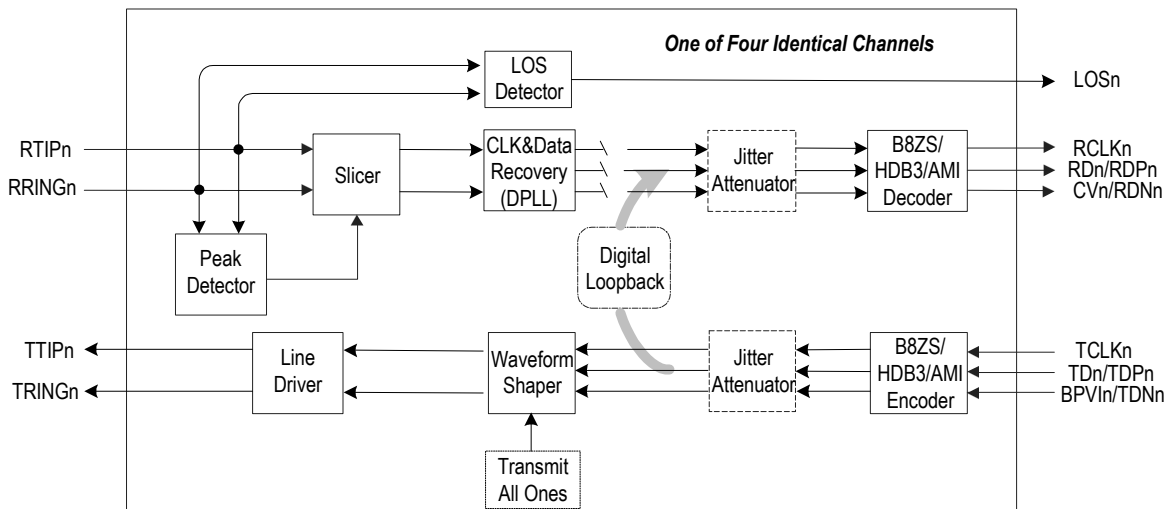 One of Four Identical Channels
LOS
Detector
LOSn
RTIPn
RRINGn
Slicer
CLK&Data
Recovery
(DPLL)
Jitter
Attenuator
B8ZS/
HDB3/AMI
Decoder
RCLKn
RDn/RDPn
CVn/RDNn
Peak
Detector
Digital
Loopback
TTIPn
TRINGn
Line
Driver
Waveform
Shaper
Jitter
Attenuator
B8ZS/
HDB3/AMI
Encoder
TCLKn
TDn/TDPn
BPVIn/TDNn
Transmit
All Ones